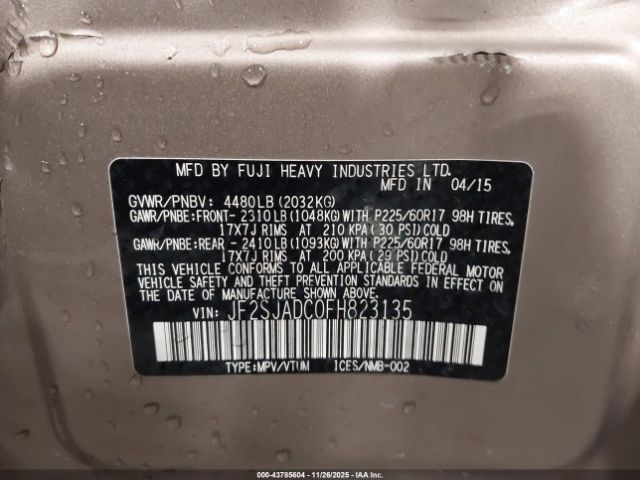 MFD BY FUJI HEAVY INDUSTRIES LTD.
MFD IN 04/15
GVWR/PNBV: 4480LB(2032KG)
GAWR/PNBE:FRONT- 2310LB(1048KG)WITH P225/60R17 98H TIRES,
17X7J RIMS AT 210 KPA(30 PSI)COLD
GAWR/PNBE:REAR - 2410LB(1093KG)WITH P225/60R17 98H TIRES,
17X7J RIMS AT 200 KPA(29 PSI)COLD
THIS VEHICLE CONFORMS TO ALL APPLICABLE FEDERAL MOTOR
VEHICLE SAFETY AND THEFT PREVENTION STANDARDS IN EFFECT
ON THE DATE OF MANUFACTURE SHOWN ABOVE.
VIN: JF2SJADC0FH823135
TYPE:MPV/VTUM ICES/NMB-002
000-43785604 - 11/26/2025 - IAAI.com